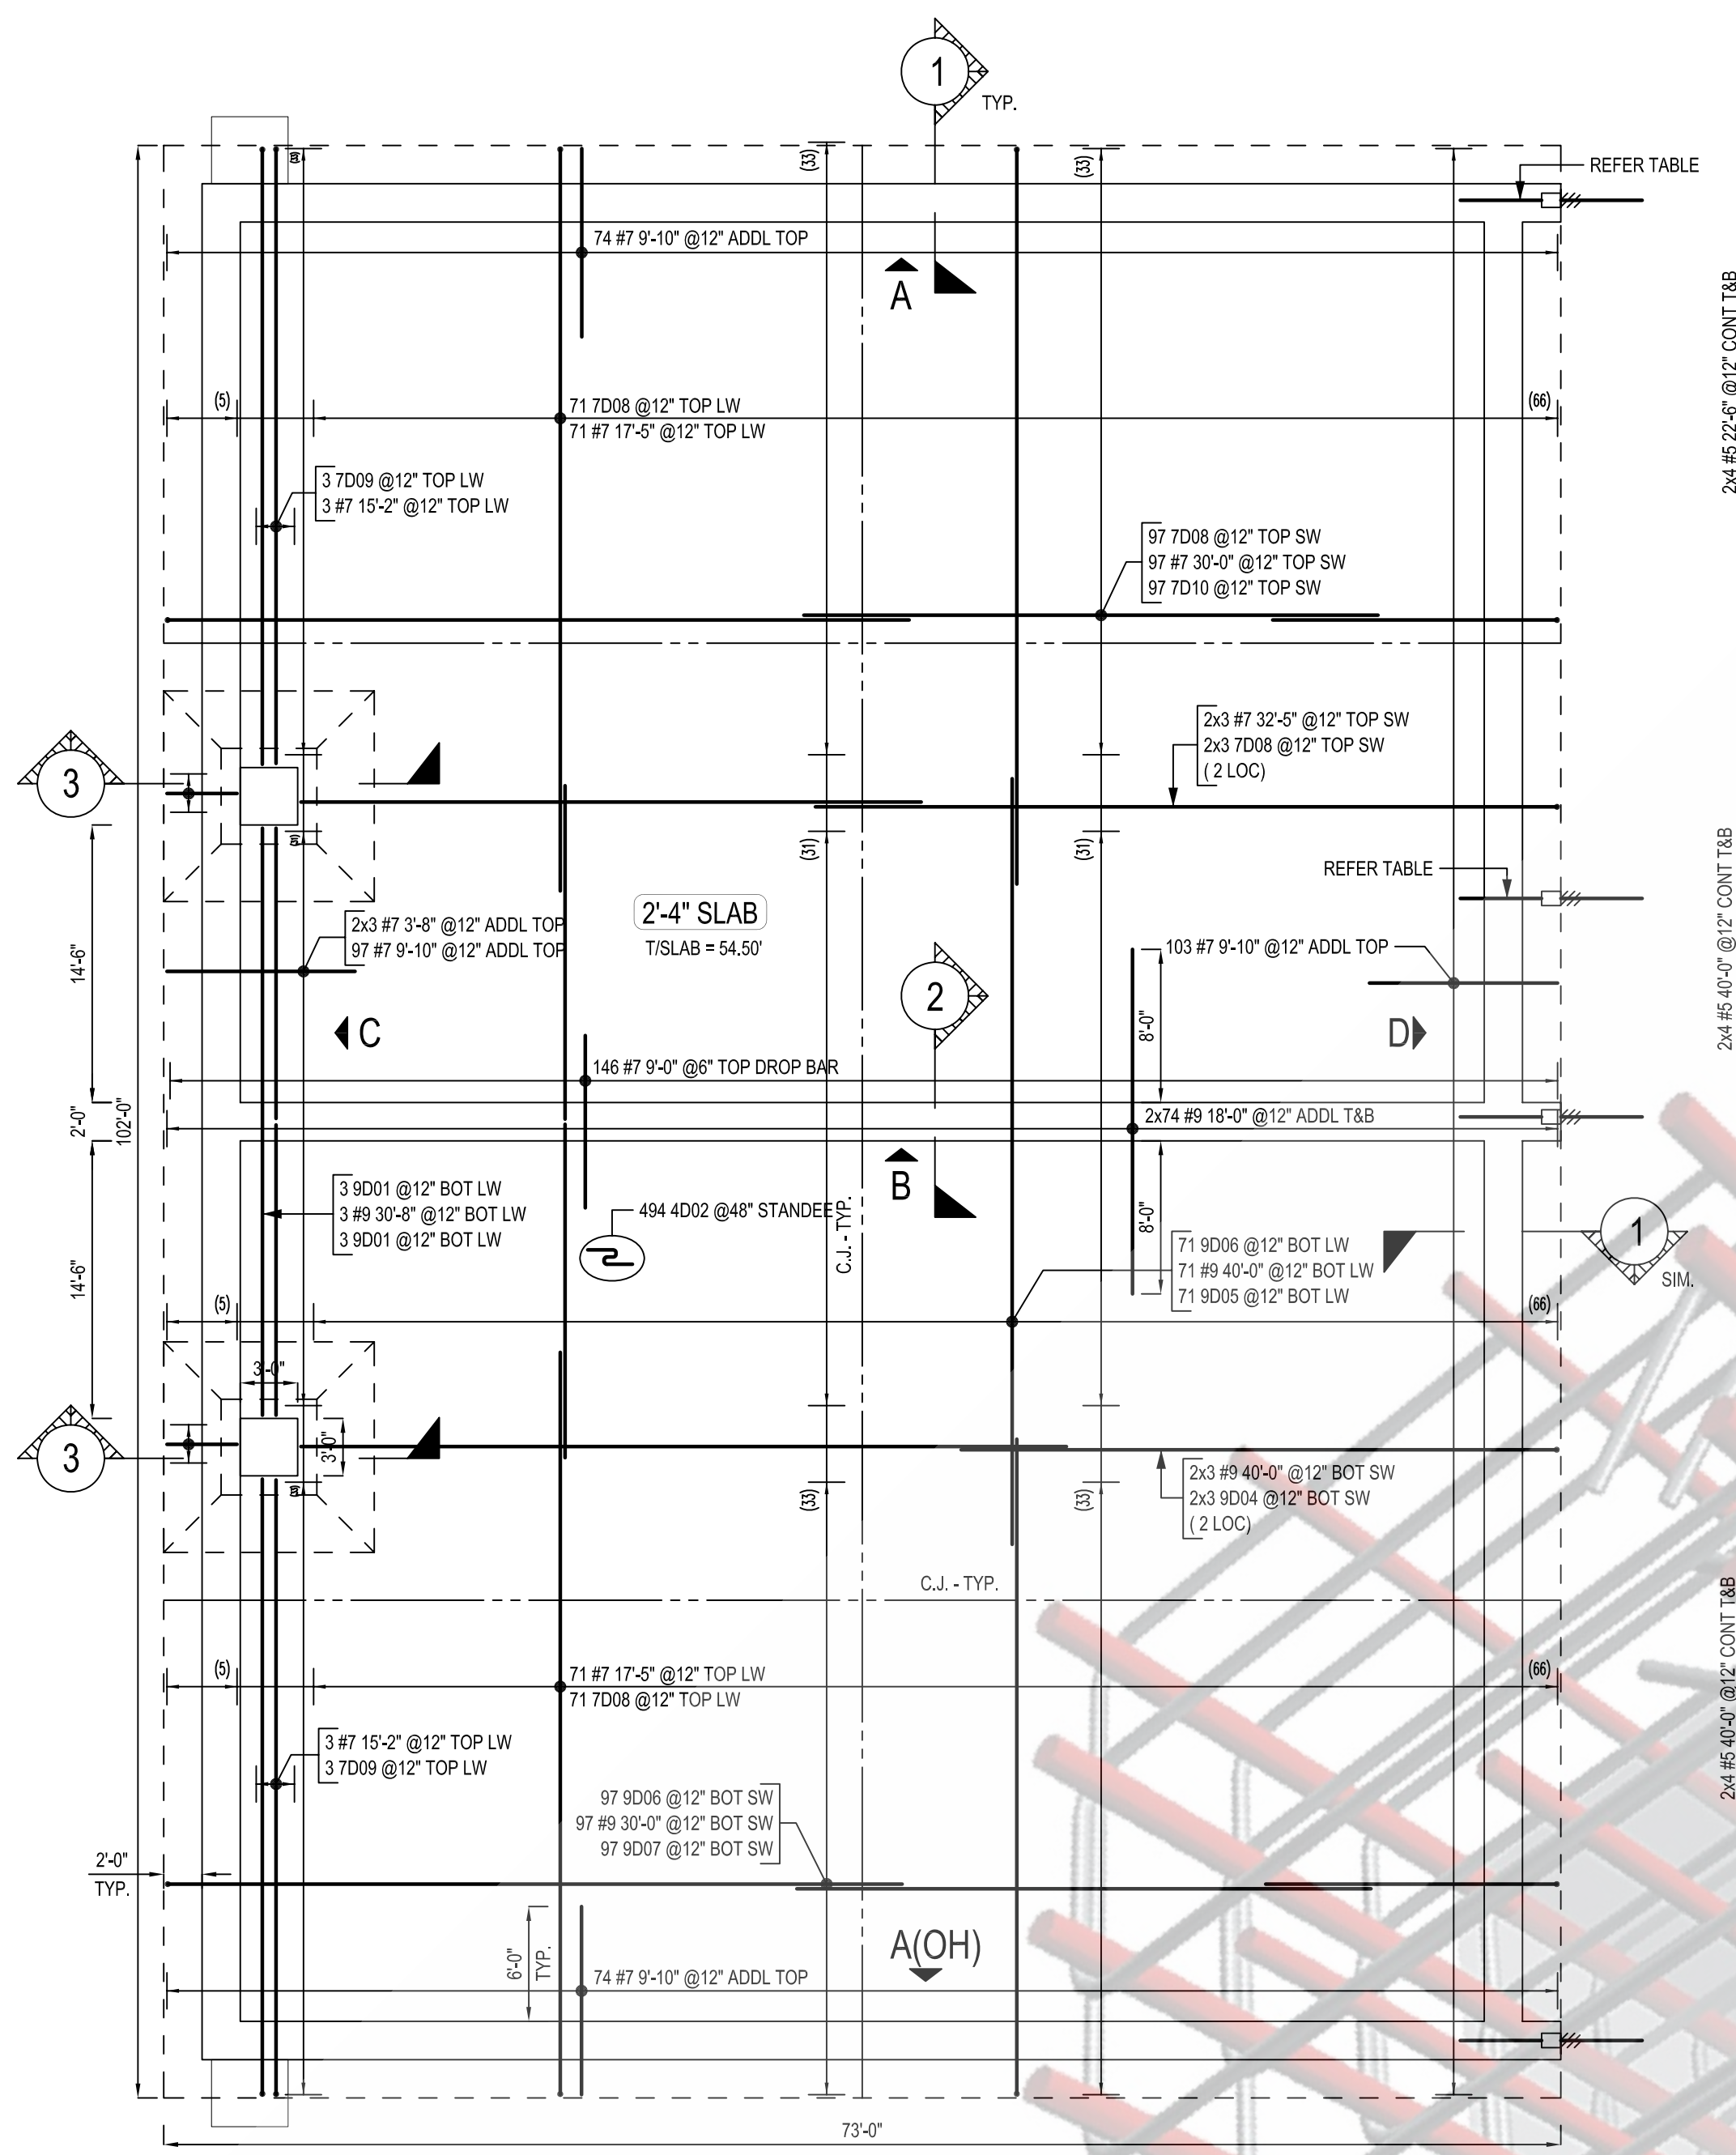 1
TYP.
(33)
(33)
REFER TABLE
74 #7 9'-10" @12" ADDL TOP
A
2x4 #5 22'-6" @12" CONT T&B
(5)
71 7D08 @12" TOP LW
71 #7 17'-5" @12" TOP LW
(66)
3 7D09 @12" TOP LW
3 #7 15'-2" @12" TOP LW
97 7D08 @12" TOP SW
97 #7 30'-0" @12" TOP SW
97 7D10 @12" TOP SW
2x3 #7 32'-5" @12" TOP SW
2x3 7D08 @12" TOP SW
( 2 LOC)
3
(31)
(31)
REFER TABLE
2'-4" SLAB
T/SLAB = 54.50'
2x3 #7 3'-8" @12" ADDL TOP
97 #7 9'-10" @12" ADDL TOP
103 #7 9'-10" @12" ADDL TOP
14'-6"
2x4 #5 40'-0" @12" CONT T&B
2
C
8'-0"
D
146 #7 9'-0" @6" TOP DROP BAR
2'-0"
102'-0"
2x74 #9 18'-0" @12" ADDL T&B
B
3 9D01 @12" BOT LW
3 #9 30'-8" @12" BOT LW
3 9D01 @12" BOT LW
494 4D02 @48" STANDEE
C.J. - TYP.
8'-0"
71 9D06 @12" BOT LW
71 #9 40'-0" @12" BOT LW
71 9D05 @12" BOT LW
1
SIM.
14'-6"
(5)
(66)
3'-0"
3'-0"
3
2x3 #9 40'-0" @12" BOT SW
2x3 9D04 @12" BOT SW
( 2 LOC)
(33)
(33)
C.J. - TYP.
2x4 #5 40'-0" @12" CONT T&B
(5)
71 #7 17'-5" @12" TOP LW
71 7D08 @12" TOP LW
(66)
3 #7 15'-2" @12" TOP LW
3 7D09 @12" TOP LW
97 9D06 @12" BOT SW
97 #9 30'-0" @12" BOT SW
97 9D07 @12" BOT SW
2'-0"
TYP.
6'-0"
TYP.
A(OH)
74 #7 9'-10" @12" ADDL TOP
73'-0"